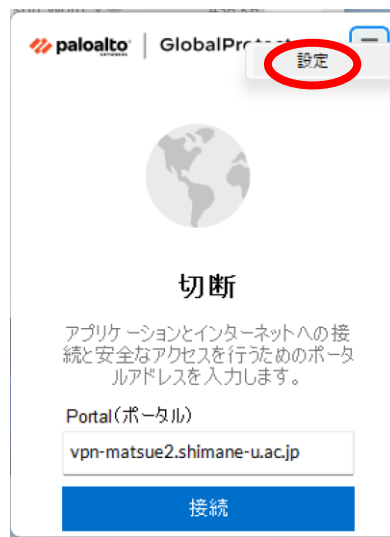 paloalto | GlobalProtect
NETWORKS
設定
切断
アプリケーションとインターネットへの接
続と安全なアクセスを行うためのポータ
ルアドレスを入力します。
Portal(ポータル)
vpn-matsue2.shimane-u.ac.jp
接続